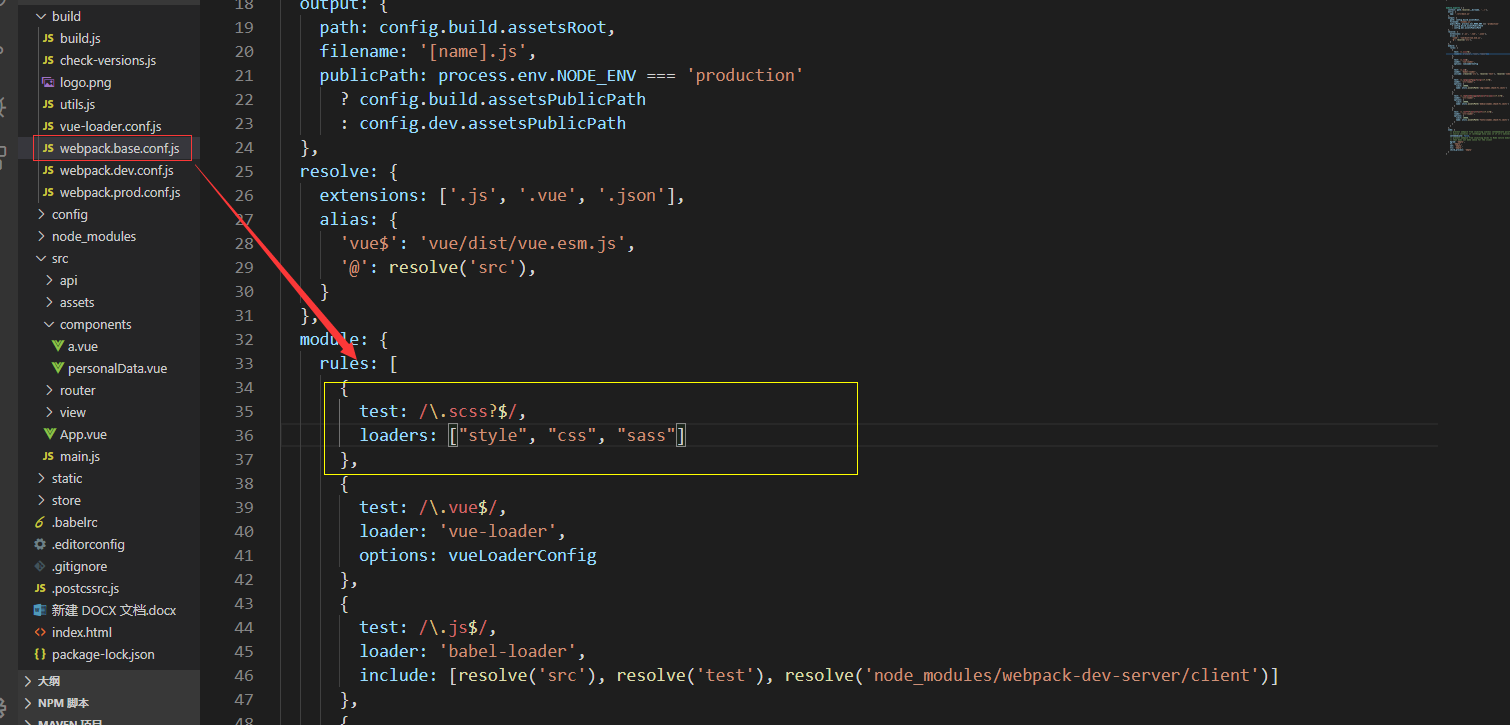 build
JS build.js
JS check-versions.js
logo.png
JS utils.js
JS vue-loader.conf.js
JS webpack.base.conf.js
JS webpack.dev.conf.js
JS webpack.prod.conf.js
config
node_modules
src
api
assets
components
a.vue
personalData.vue
router
view
App.vue
JS main.js
static
store
.babelrc
.editorconfig
.gitignore
JS .postcssrc.js
新建 DOCX 文档.docx
<> index.html
{} package-lock.json
大纲
NPM 脚本
MAVEN 项目
18 output: {
19 path: config.build.assetsRoot,
20 filename: '[name].js',
21 publicPath: process.env.NODE_ENV === 'production'
22 ? config.build.assetsPublicPath
23 : config.dev.assetsPublicPath
24 },
25 resolve: {
26 extensions: ['.js', '.vue', '.json'],
27 alias: {
28 'vue$': 'vue/dist/vue.esm.js',
29 '@': resolve('src'),
30 }
31 },
32 module: {
33 rules: [
34 {
35 test: /\.scss?$/,
36 loaders: ["style", "css", "sass"]
37 },
38 {
39 test: /\.vue$/,
40 loader: 'vue-loader',
41 options: vueLoaderConfig
42 },
43 {
44 test: /\.js$/,
45 loader: 'babel-loader',
46 include: [resolve('src'), resolve('test'), resolve('node_modules/webpack-dev-server/client')]
47 },
48 {